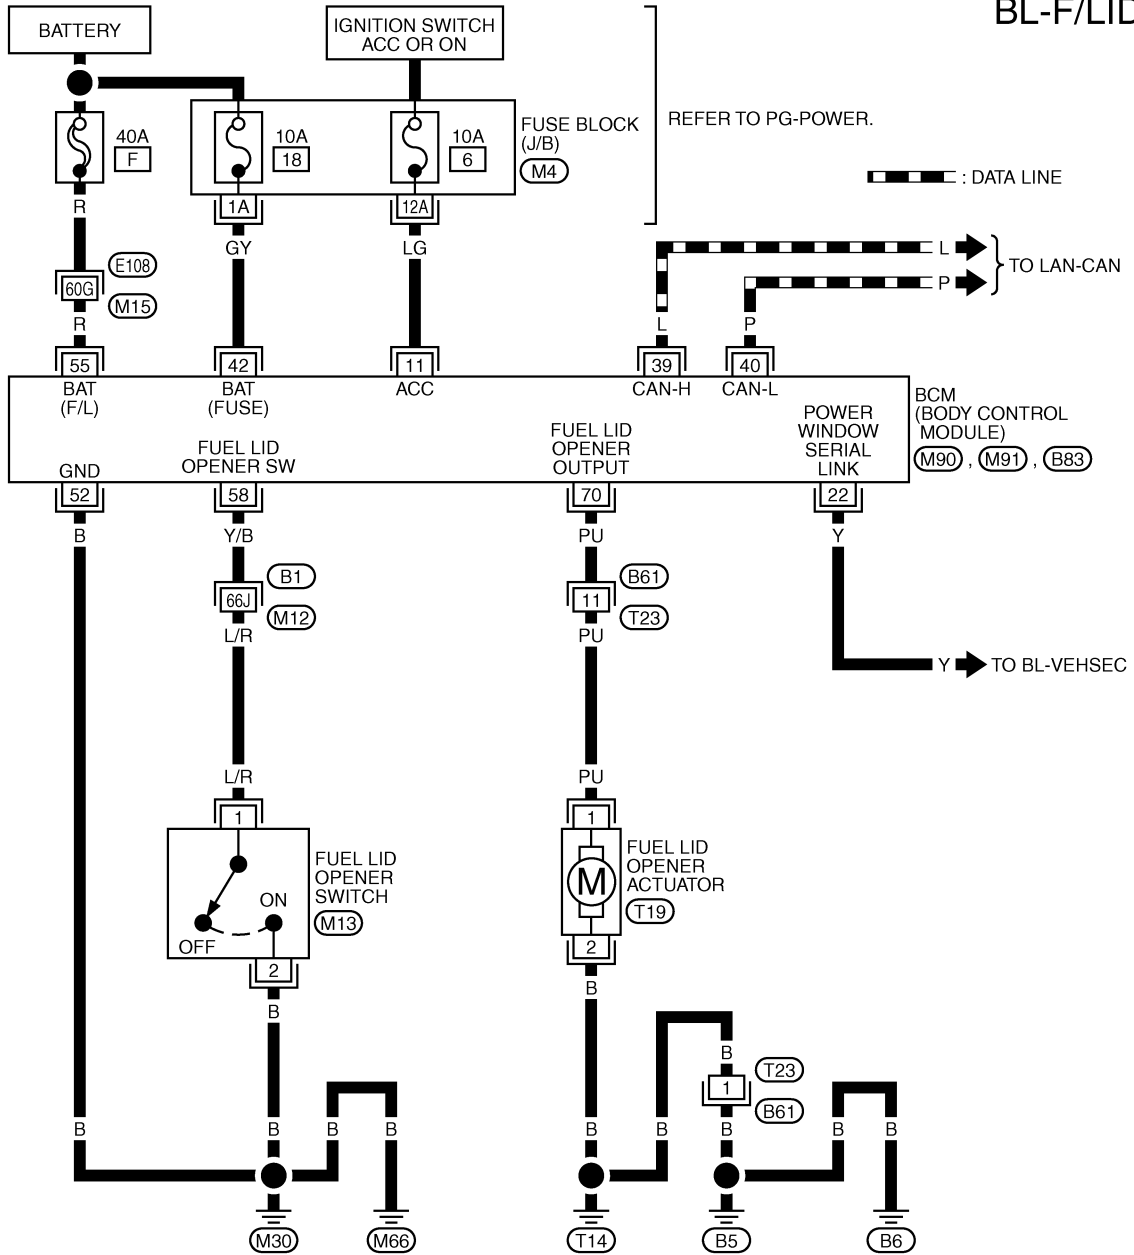 BL-F/LID
BATTERY
IGNITION SWITCH
ACC OR ON
REFER TO PG-POWER.
40A
F
10A
18
10A
6
FUSE BLOCK
(J/B)
M4
: DATA LINE
1A
12A
R
GY
LG
L
P
TO LAN-CAN
E108
60G
M15
R
L
P
55
42
11
39
40
BAT
(F/L)
BAT
(FUSE)
ACC
CAN-H
CAN-L
BCM
(BODY CONTROL
MODULE)
M90 , M91 , B83
GND
FUEL LID
OPENER SW
FUEL LID
OPENER
OUTPUT
POWER
WINDOW
SERIAL
LINK
52
58
70
22
B
Y/B
PU
Y
B1
66J
M12
B61
11
T23
L/R
PU
Y
TO BL-VEHSEC
L/R
PU
1
1
FUEL LID
OPENER
SWITCH
M13
ON
OFF
M
FUEL LID
OPENER
ACTUATOR
T19
2
2
B
B
B
T23
1
B61
B
B
B
B
B
B
B
B
B
M30
M66
T14
B5
B6